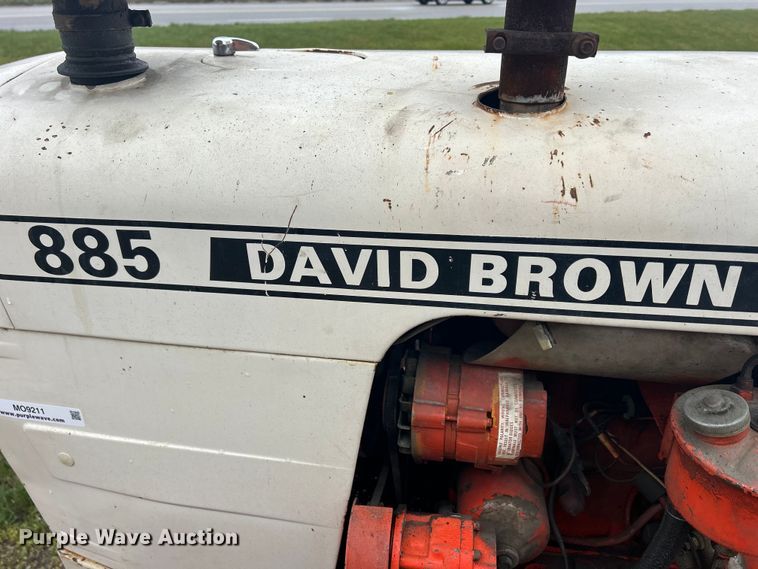 885 DAVID BROWN
MO9211
www.purplewave.com
Purple Wave Auction